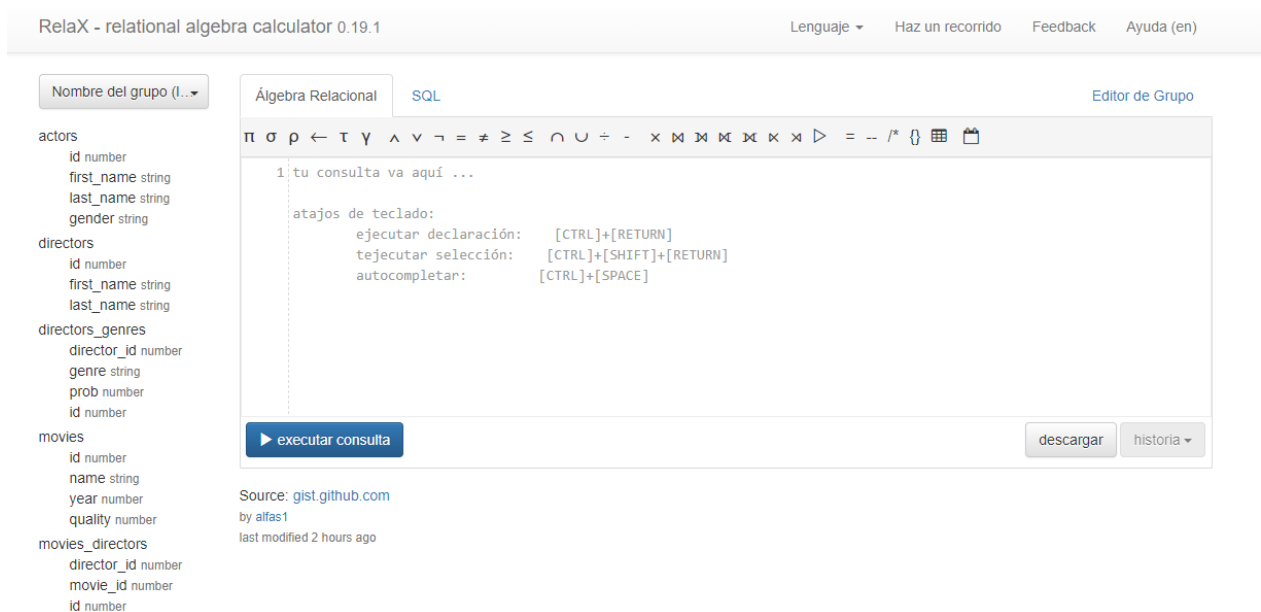 RelaX - relational algebra calculator 0.19.1
Lenguaje
Haz un recorrido
Feedback
Ayuda (en)
Nombre del grupo (I...
actors
id number
first_name string
last_name string
gender string
directors
id number
first_name string
last_name string
directors_genres
director_id number
genre string
prob number
id number
movies
id number
name string
year number
quality number
movies_directors
director_id number
movie_id number
id number
Álgebra Relacional
SQL
Editor de Grupo
π σ ρ ← τ γ ∧ ∨ ¬ = ≠ ≥ ≤ ∩ ∪ ÷ - × ⋈ ⟕ ⟖ ⟗ ⋉ ⋊ ▷ = -- /* {}
1 tu consulta va aquí ...
atajos de teclado:
ejecutar declaración: [CTRL]+[RETURN]
tejecutar selección: [CTRL]+[SHIFT]+[RETURN]
autocompletar: [CTRL]+[SPACE]
executar consulta
descargar
historia
Source: gist.github.com
by alfas1
last modified 2 hours ago